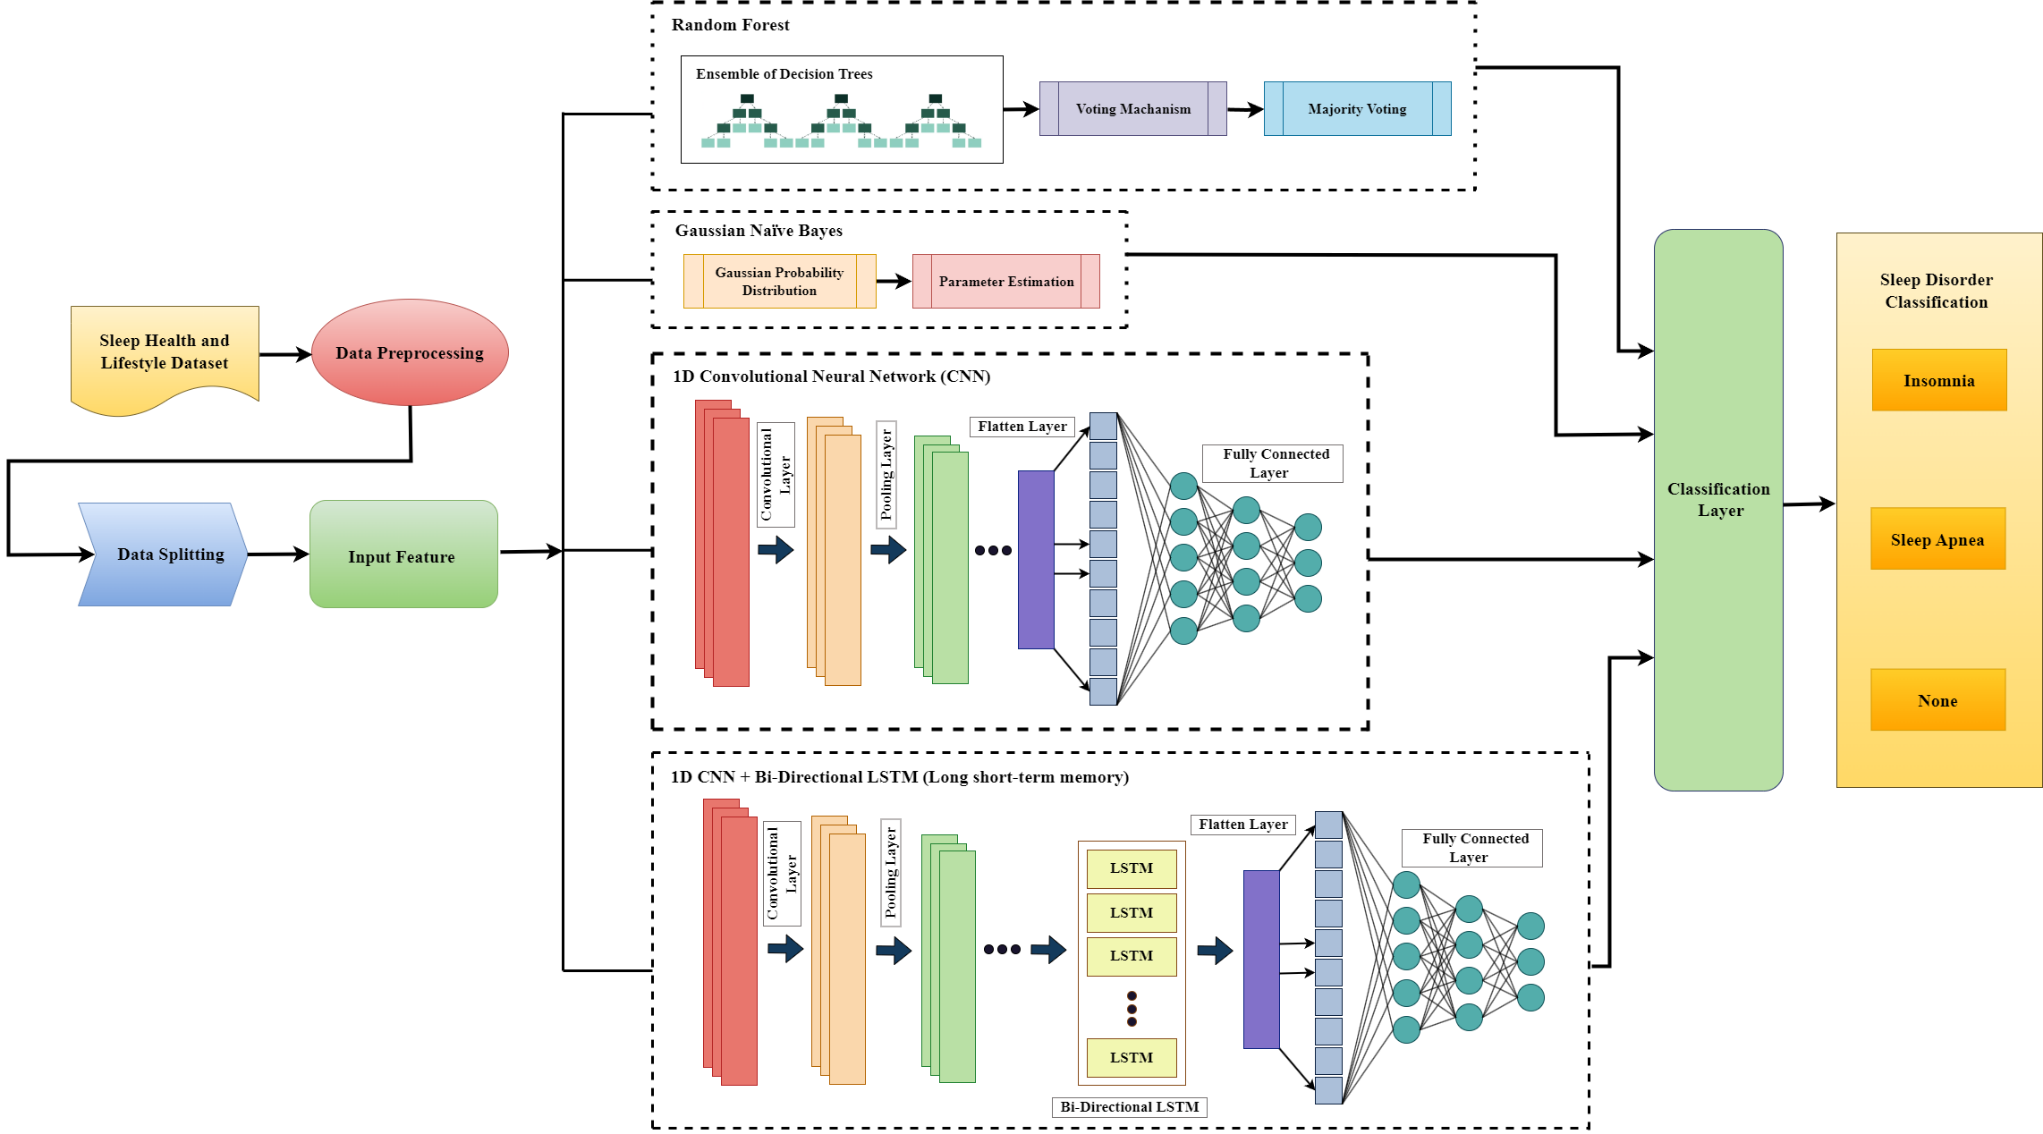 Sleep Health and
Lifestyle Dataset
Data Preprocessing
Data Splitting
Input Feature
Random Forest
Ensemble of Decision Trees
Voting Machanism
Majority Voting
Gaussian Naïve Bayes
Gaussian Probability
Distribution
Parameter Estimation
1D Convolutional Neural Network (CNN)
Convolutional
Layer
Pooling Layer
Flatten Layer
Fully Connected
Layer
1D CNN + Bi-Directional LSTM (Long short-term memory)
Convolutional
Layer
Pooling Layer
LSTM
LSTM
LSTM
LSTM
Bi-Directional LSTM
Flatten Layer
Fully Connected
Layer
Classification
Layer
Sleep Disorder
Classification
Insomnia
Sleep Apnea
None